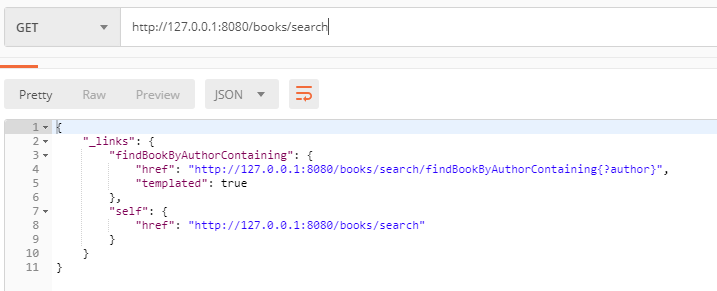 GET http://127.0.0.1:8080/books/search
Pretty Raw Preview JSON
1 {
2 "_links": {
3 "findBookByAuthorContaining": {
4 "href": "http://127.0.0.1:8080/books/search/findBookByAuthorContaining{?author}",
5 "templated": true
6 },
7 "self": {
8 "href": "http://127.0.0.1:8080/books/search"
9 }
10 }
11 }